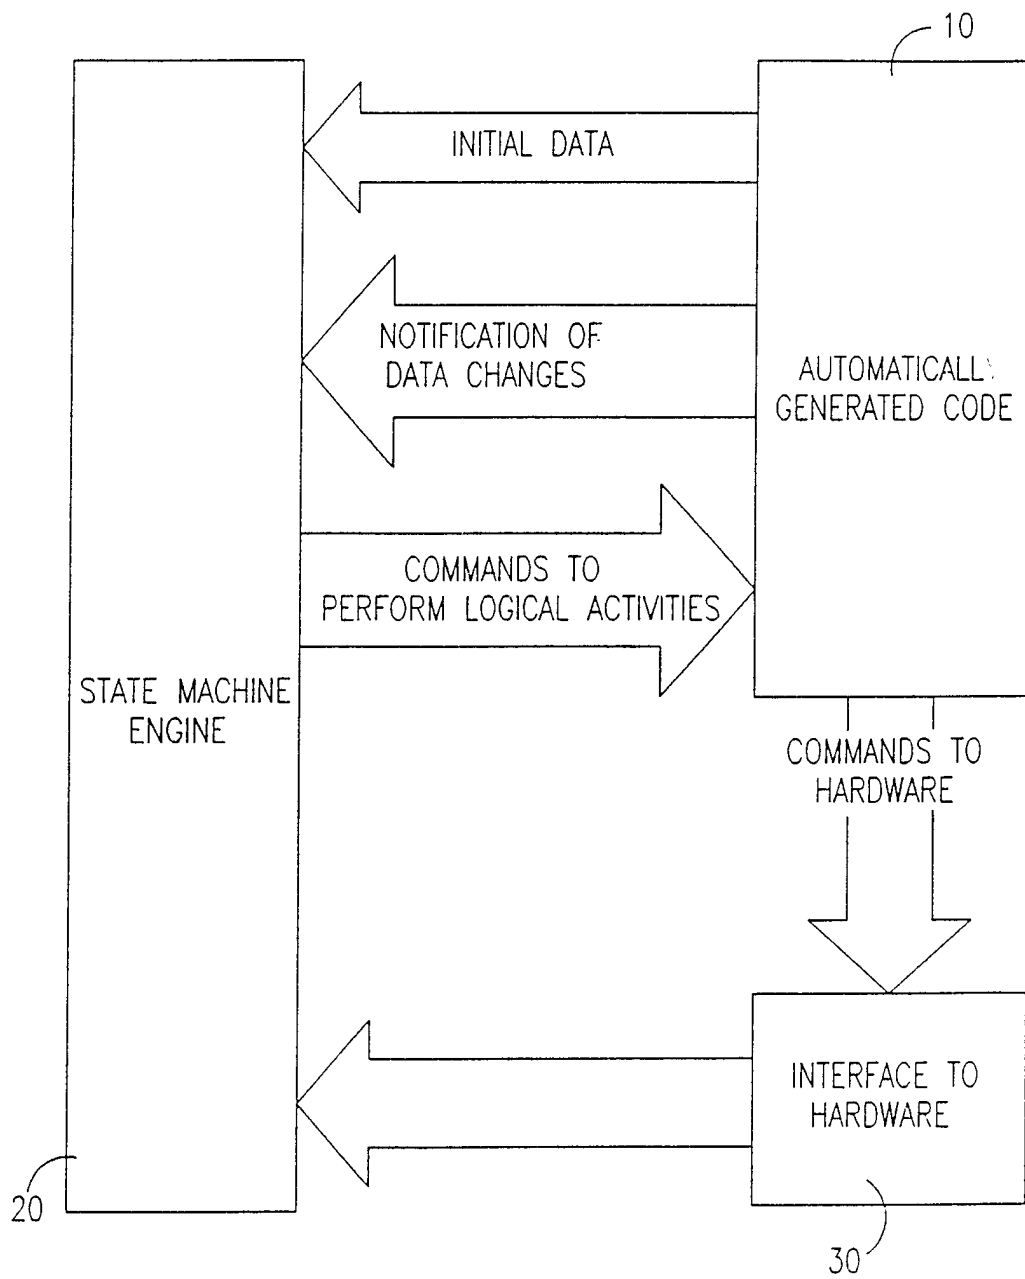 10
INITIAL DATA
NOTIFICATION OF
DATA CHANGES
AUTOMATICALLY
GENERATED CODE
COMMANDS TO
PERFORM LOGICAL ACTIVITIES
STATE MACHINE
ENGINE
COMMANDS TO
HARDWARE
INTERFACE TO
HARDWARE
20
30